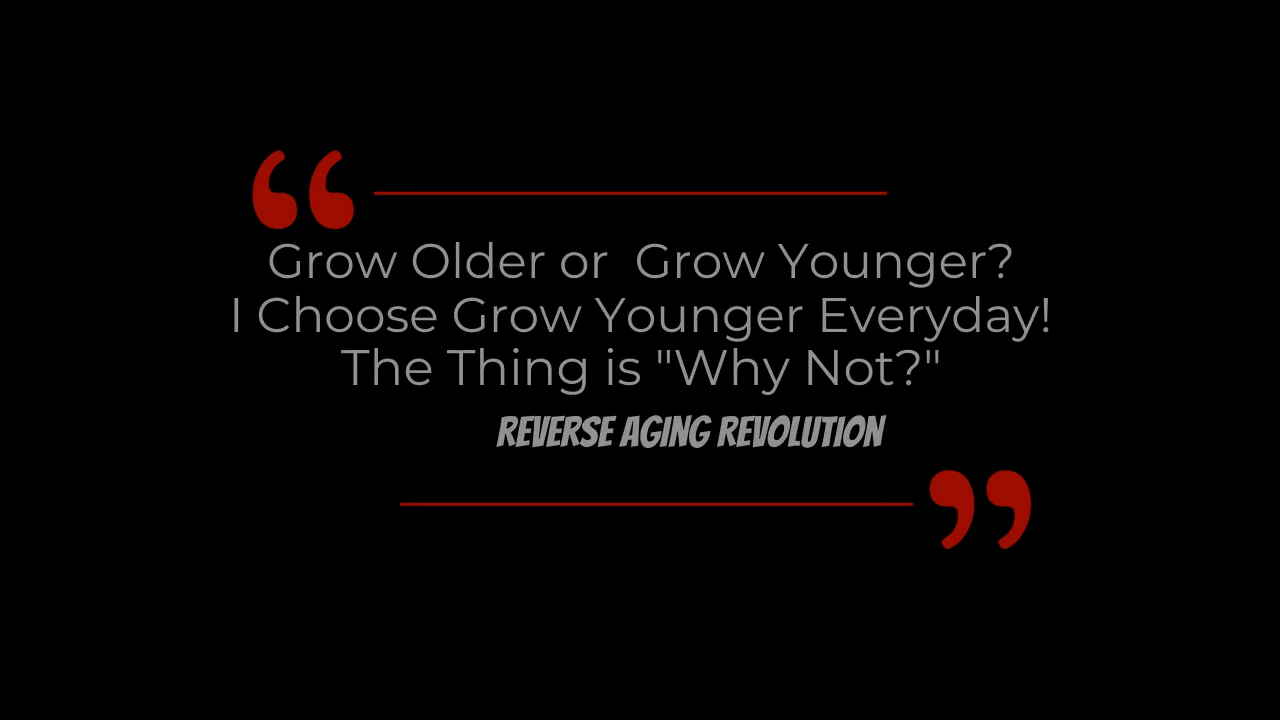 Grow Older or  Grow Younger?
I Choose Grow Younger Everyday!
The Thing is "Why Not?"
REVERSE AGING REVOLUTION